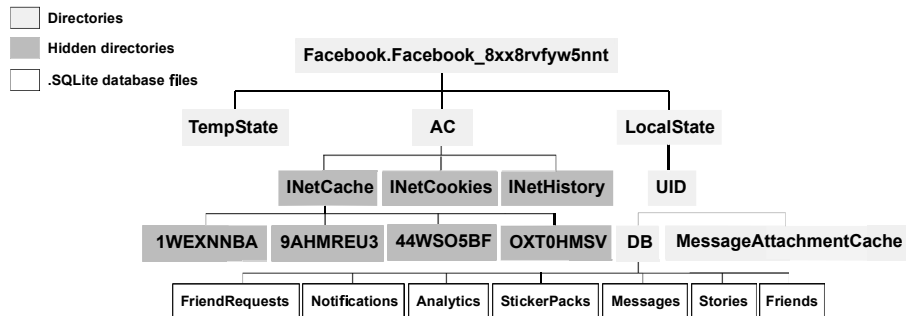 Directories
Hidden directories
.SQLite database files
Facebook.Facebook_8xx8rvfyw5nnt
TempState
AC
LocalState
INetCache
INetCookies
INetHistory
UID
1WEXNNBA
9AHMREU3
44WSO5BF
OXT0HMSV
DB
MessageAttachmentCache
FriendRequests
Notifications
Analytics
StickerPacks
Messages
Stories
Friends